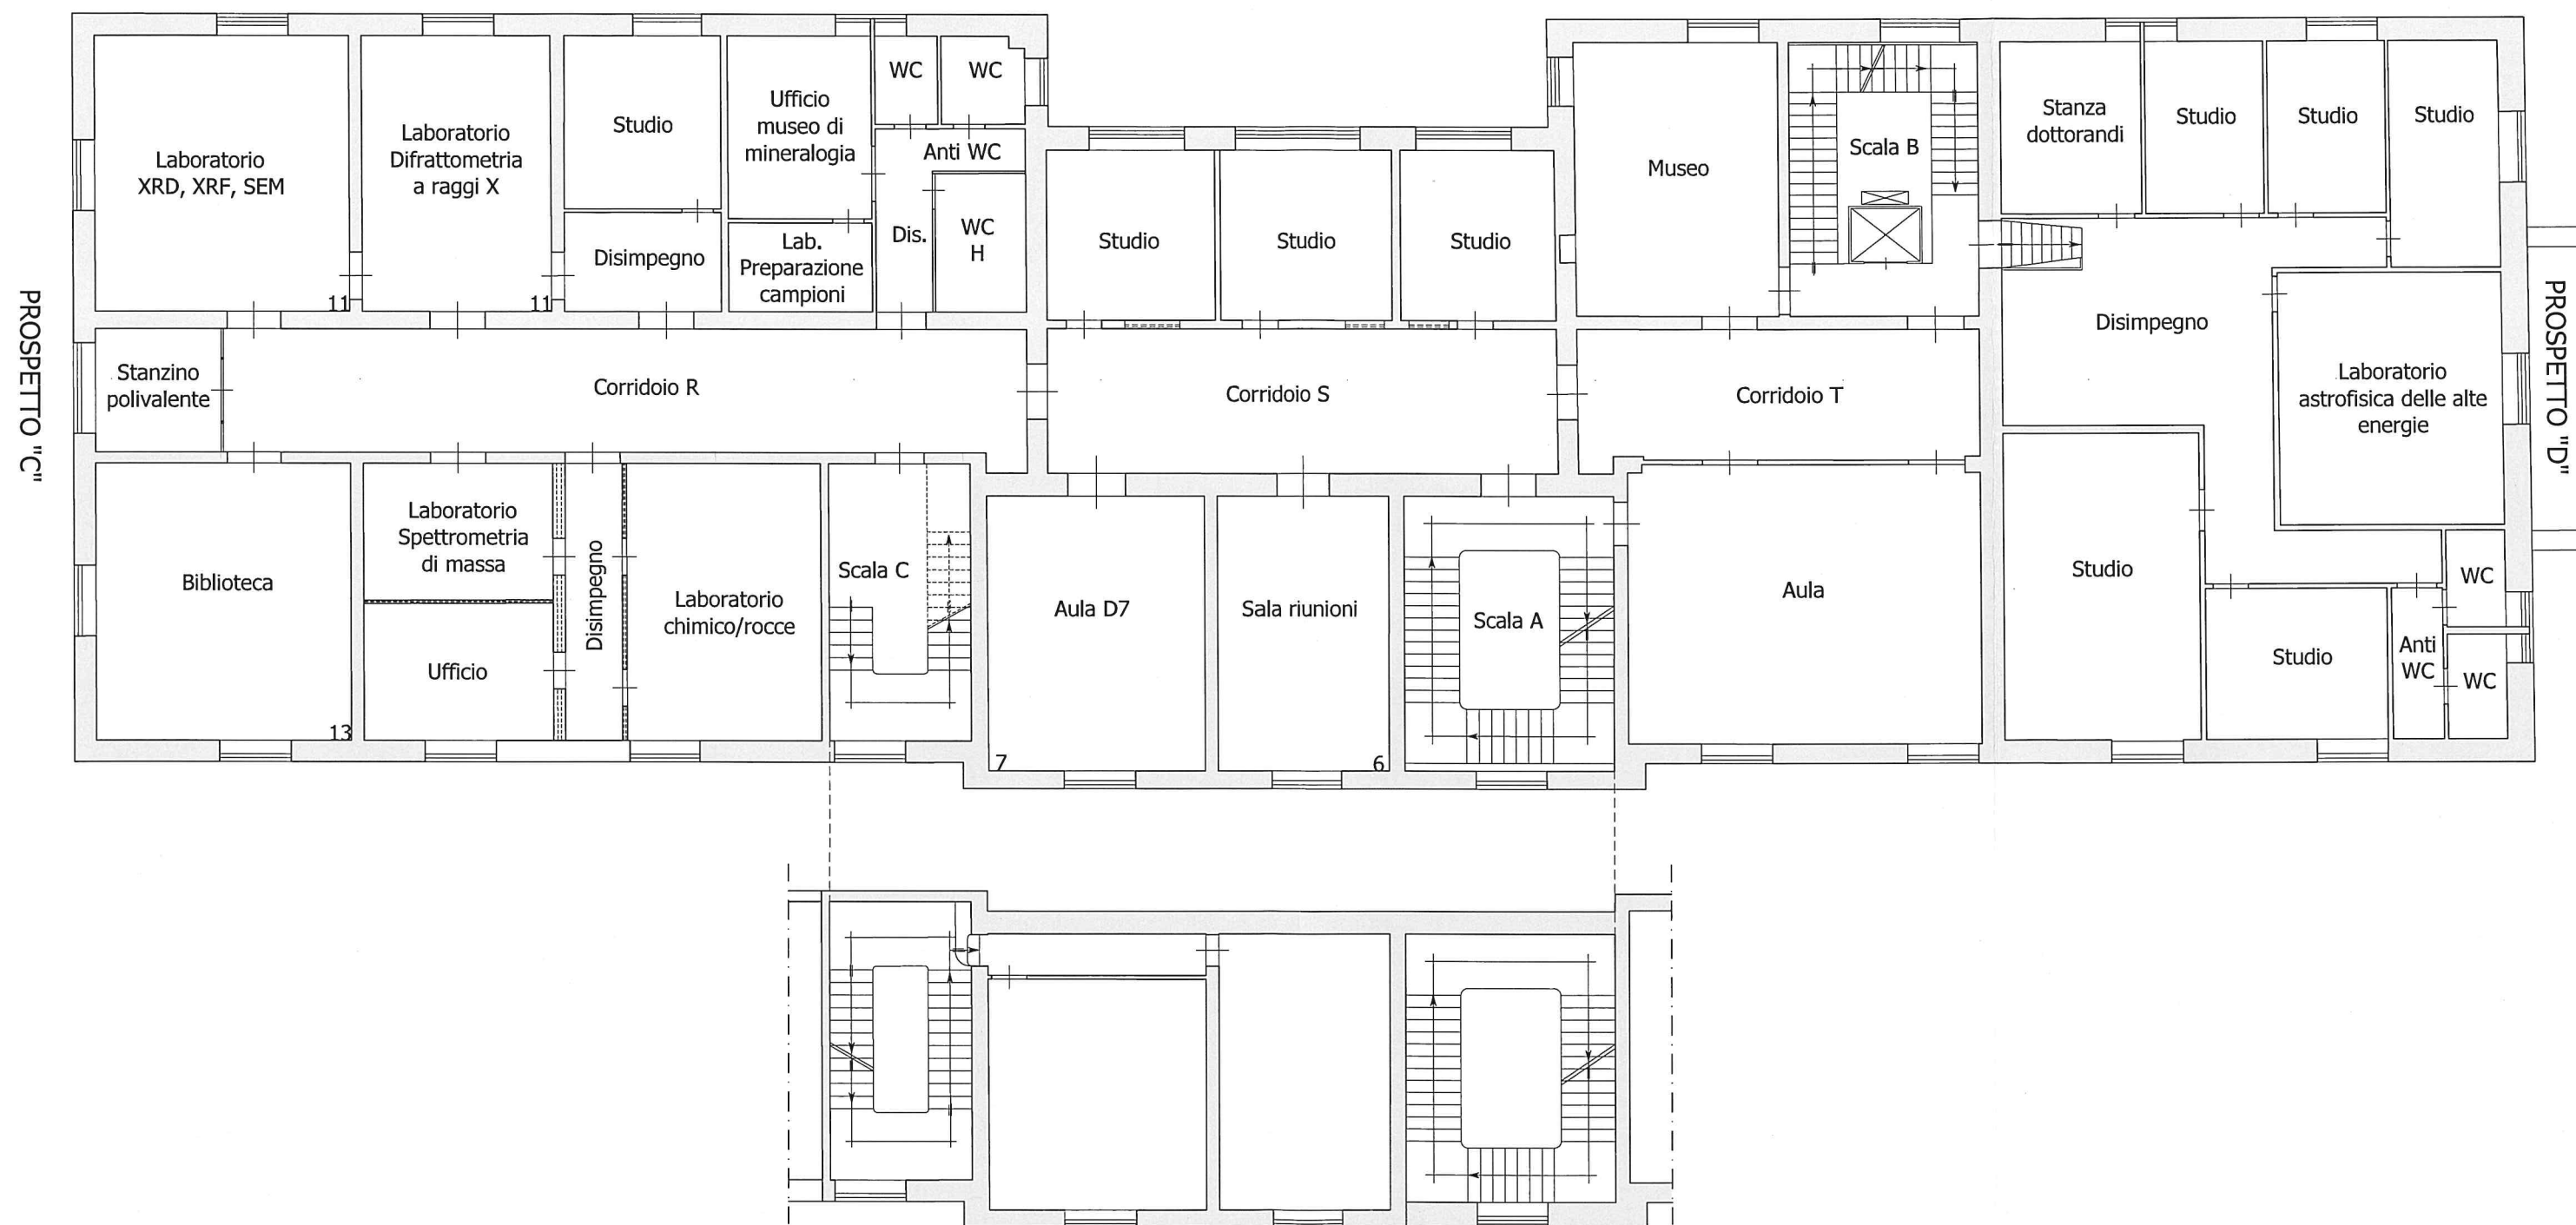 PROSPETTO "C"
Laboratorio
XRD, XRF, SEM
11
Laboratorio
Difrattometria
a raggi X
11
Studio
Disimpegno
Ufficio
museo di
mineralogia
Lab.
Preparazione
campioni
WC
WC
Anti WC
Dis.
WC
H
Studio
Studio
Studio
Museo
Scala B
Stanza
dottorandi
Studio
Studio
Studio
Disimpegno
Laboratorio
astrofisica delle alte
energie
PROSPETTO "D"
Stanzino
polivalente
Corridoio R
Corridoio S
Corridoio T
Biblioteca
13
Laboratorio
Spettrometria
di massa
Ufficio
Disimpegno
Laboratorio
chimico/rocce
Scala C
Aula D7
7
Sala riunioni
6
Scala A
Aula
Studio
Studio
Anti
WC
WC
WC